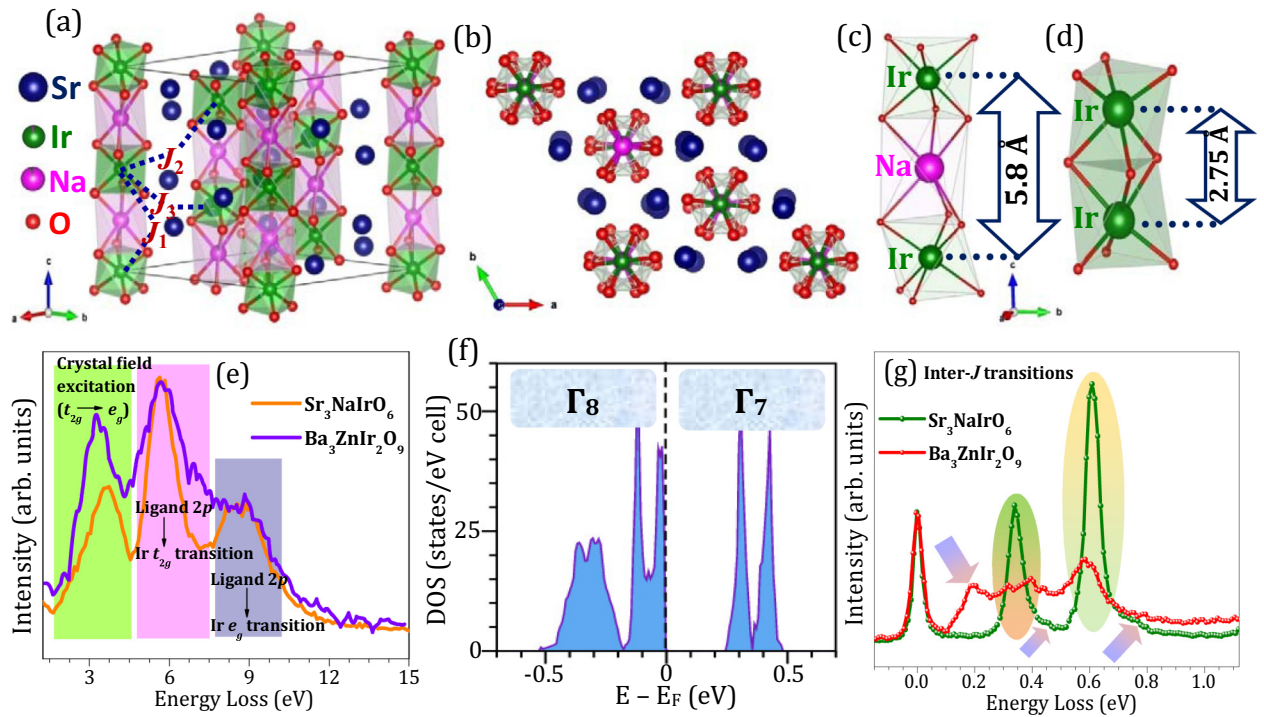 (a)
Sr
Ir
Na
O
J₂
J₃
J₁
c
a
b
(b)
b
a
(c)
Ir
Na
Ir
5.8 Å
c
a
b
(d)
Ir
Ir
2.75 Å
(e)
Crystal field
excitation
(t₂g → eg)
Sr₃NaIrO₆
Ba₃ZnIr₂O₉
Ligand 2p
Ir t₂g transition
Ligand 2p
Ir eg transition
Intensity (arb. units)
3 6 9 12 15
Energy Loss (eV)
(f)
Γ₈
Γ₇
DOS (states/eV cell)
50
25
0
-0.5 0.0 0.5
E – E_F (eV)
(g) Inter-J transitions
Sr₃NaIrO₆
Ba₃ZnIr₂O₉
Intensity (arb. units)
0.0 0.2 0.4 0.6 0.8 1.0
Energy Loss (eV)